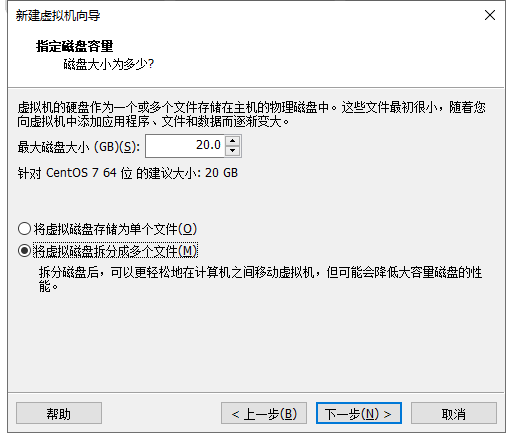 新建虚拟机向导
指定磁盘容量
磁盘大小为多少?
虚拟机的硬盘作为一个或多个文件存储在主机的物理磁盘中。这些文件最初很小，随着您
向虚拟机中添加应用程序、文件和数据而逐渐变大。
最大磁盘大小 (GB)(S): 20.0
针对 CentOS 7 64 位 的建议大小: 20 GB
将虚拟磁盘存储为单个文件(O)
将虚拟磁盘拆分成多个文件(M)
拆分磁盘后，可以更轻松地在计算机之间移动虚拟机，但可能会降低大容量磁盘的性
能。
帮助 < 上一步(B) 下一步(N) > 取消